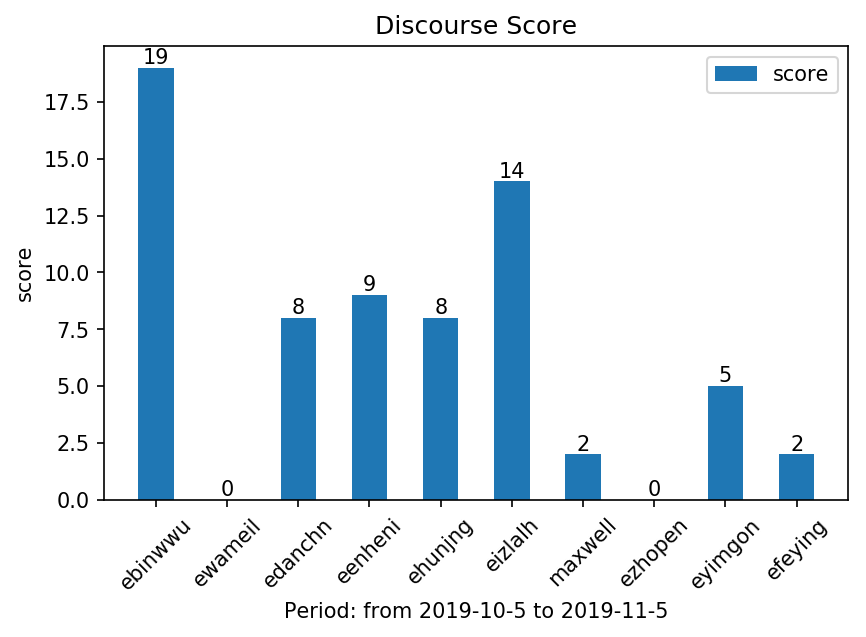 Discourse Score
score
19
0
8
9
8
14
2
0
5
2
17.5
15.0
12.5
10.0
7.5
5.0
2.5
0.0
score
ebinwwu
ewameil
edanchn
eenheni
ehunjng
eizlalh
maxwell
ezhopen
eyimgon
efeying
Period: from 2019-10-5 to 2019-11-5